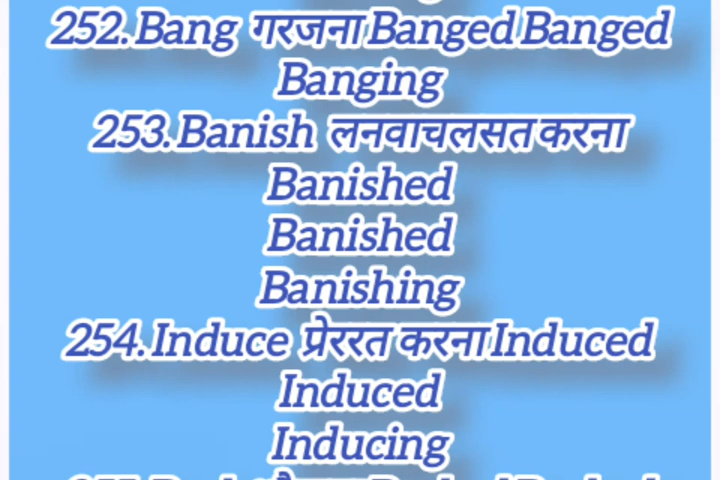 252. Bang गरजना Banged Banged
Banging
253. Banish लनवाचलसत करना
Banished
Banished
Banishing
254. Induce प्रेररत करना Induced
Induced
Inducing